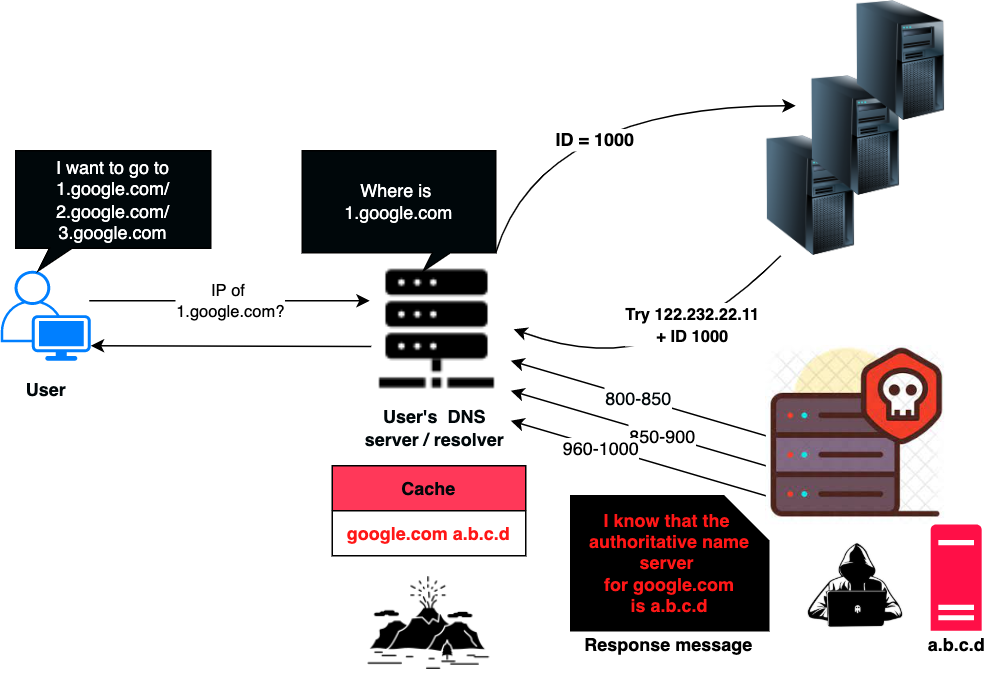 I want to go to
1.google.com/
2.google.com/
3.google.com
Where is
1.google.com
ID = 1000
IP of
1.google.com?
Try 122.232.22.11
+ ID 1000
User
User's DNS
server / resolver
800-850
850-900
960-1000
Cache
google.com a.b.c.d
I know that the
authoritative name
server
for google.com
is a.b.c.d
Response message
a.b.c.d